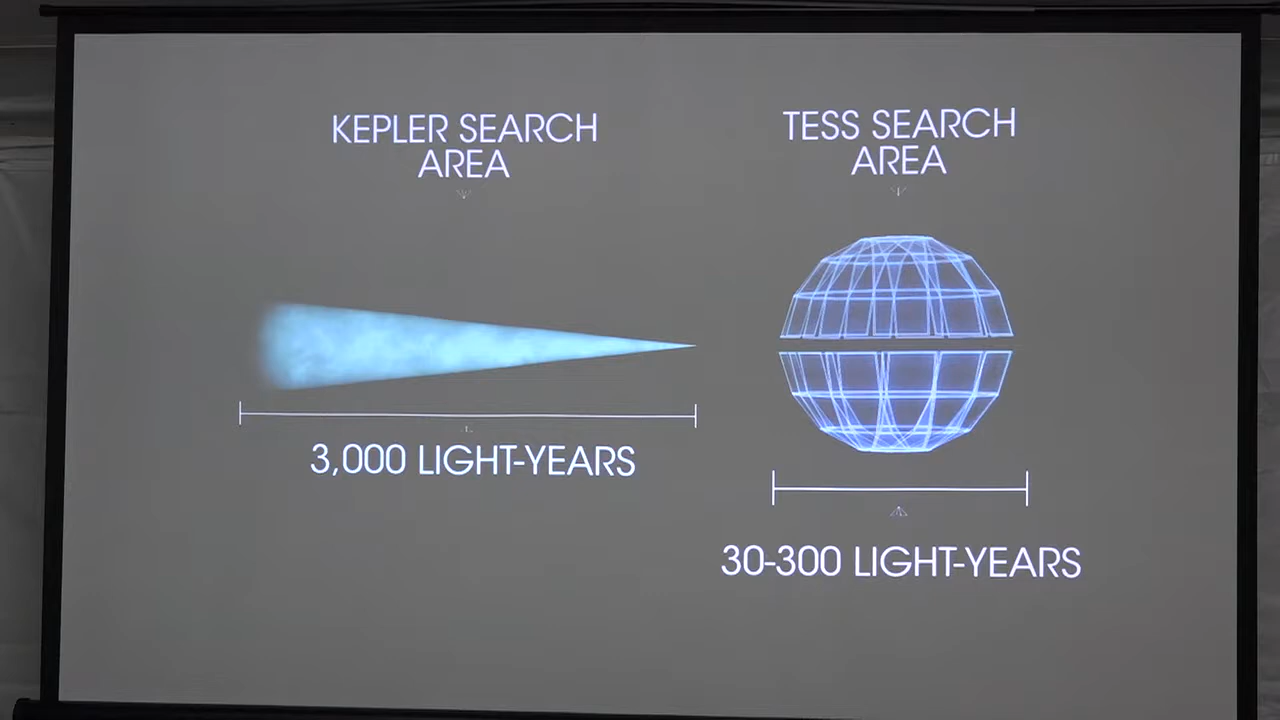 KEPLER SEARCH
AREA
3,000 LIGHT-YEARS
TESS SEARCH
AREA
30-300 LIGHT-YEARS